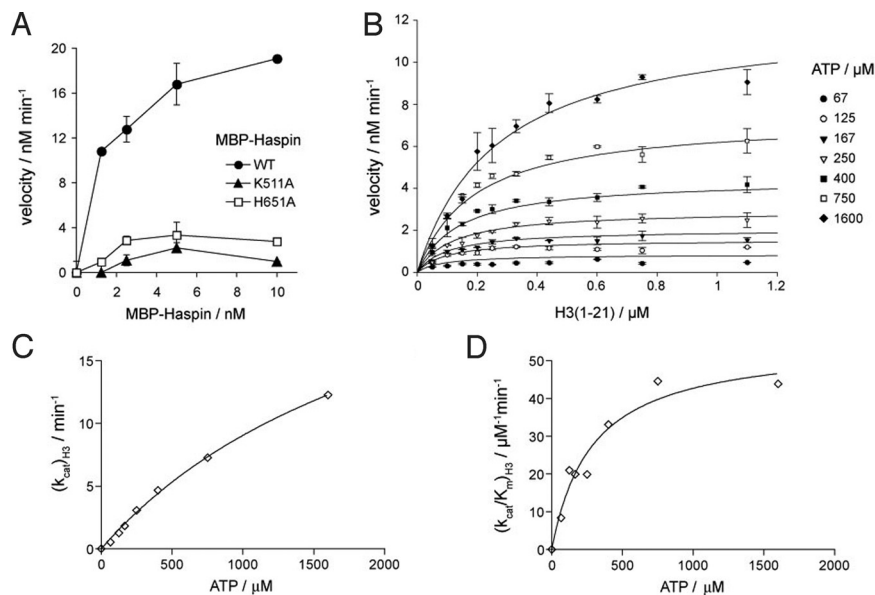 A
velocity / nM min⁻¹
20
16
12
8
4
0
MBP-Haspin
WT
K511A
H651A
0 2 4 6 8 10
MBP-Haspin / nM
B
velocity / nM min⁻¹
12
10
8
6
4
2
0
0 0.2 0.4 0.6 0.8 1 1.2
H3(1-21) / µM
ATP / µM
67
125
167
250
400
750
1600
C
(kcat)H3 / min⁻¹
15
10
5
0
0 500 1000 1500 2000
ATP / µM
D
(kcat/Km)H3 / µM⁻¹min⁻¹
50
40
30
20
10
0
0 500 1000 1500 2000
ATP / µM